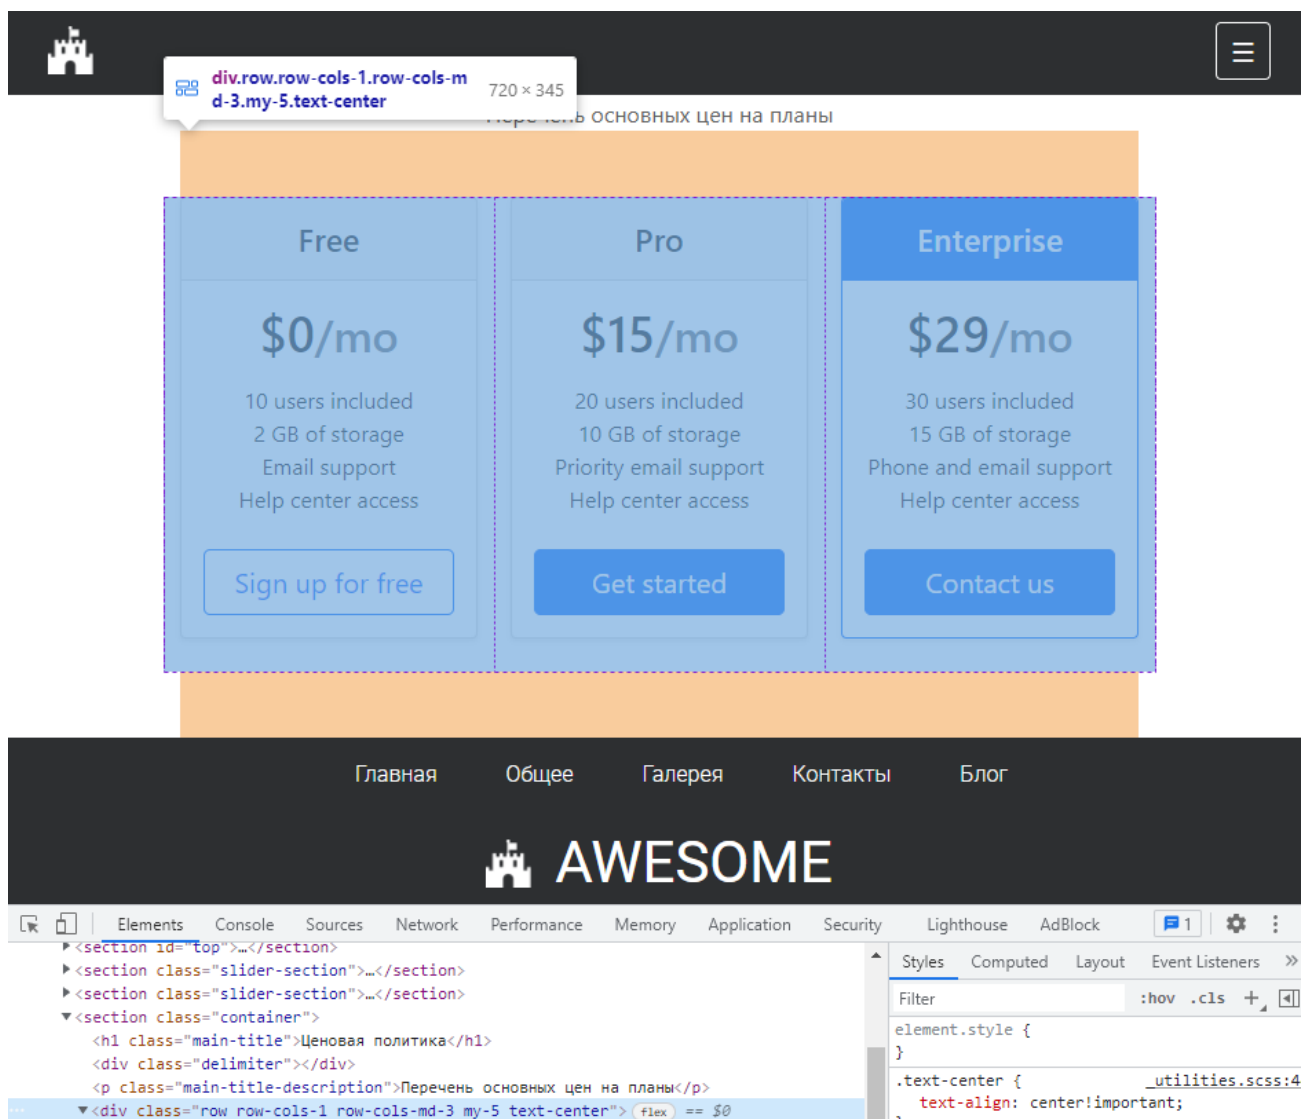 ☰
div.row.row-cols-1.row-cols-m
d-3.my-5.text-center
720 × 345
основных цен на планы
Free
Pro
Enterprise
$0/mo
$15/mo
$29/mo
10 users included
2 GB of storage
Email support
Help center access
20 users included
10 GB of storage
Priority email support
Help center access
30 users included
15 GB of storage
Phone and email support
Help center access
Sign up for free
Get started
Contact us
Главная Общее Галерея Контакты Блог
AWESOME
Elements Console Sources Network Performance Memory Application Security Lighthouse AdBlock 1
<section id="top">…</section>
<section class="slider-section">…</section>
<section class="slider-section">…</section>
<section class="container">
<h1 class="main-title">Ценовая политика</h1>
<div class="delimiter"></div>
<p class="main-title-description">Перечень основных цен на планы</p>
<div class="row row-cols-1 row-cols-md-3 my-5 text-center"> flex == $0
Styles Computed Layout Event Listeners »
Filter :hov .cls +
element.style {
}
.text-center { _utilities.scss:4
text-align: center!important;